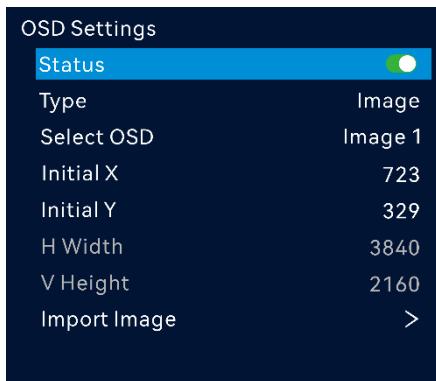 OSD Settings
Status
Type Image
Select OSD Image 1
Initial X 723
Initial Y 329
H Width 3840
V Height 2160
Import Image >